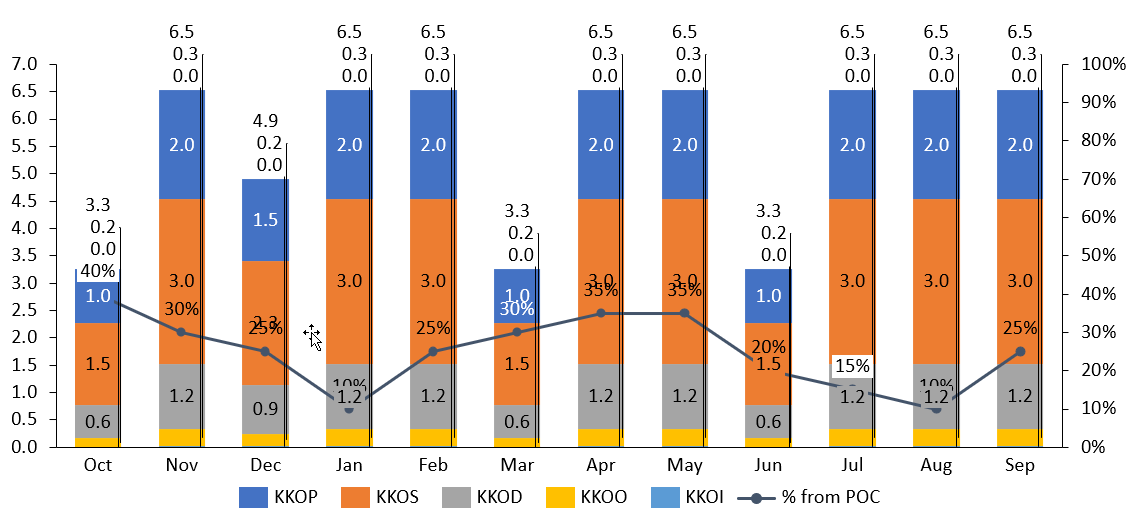 6.5 6.5 6.5 6.5 6.5 6.5 6.5 6.5
0.3 0.3 0.3 0.3 0.3 0.3 0.3 0.3
7.0 0.0 0.0 0.0 0.0 0.0 0.0 0.0 0.0 100%
6.5 90%
6.0 4.9 80%
5.5 2.0 0.2 2.0 2.0 2.0 2.0 2.0 2.0 2.0
5.0 0.0 70%
4.5 3.3 1.5 3.3 3.3 60%
4.0 0.2 0.2 0.2
3.5 0.0 0.0 0.0 50%
3.0 40% 3.0 3.0 3.0 3.0 3.0 3.0 3.0 3.0
2.5 1.0 30% 2.3 1.0 35% 35% 1.0 40%
2.0 25% 25% 30% 20% 25% 30%
1.5 1.5 1.5 1.5 15% 20%
1.0 1.2 0.9 10% 1.2 1.2 1.2 1.2 1.2 10% 1.2 1.2 10%
0.5 0.6 0.6 0.6
0.0 0%
Oct Nov Dec Jan Feb Mar Apr May Jun Jul Aug Sep
KKOP KKOS KKOD KKOO KKOI % from POC